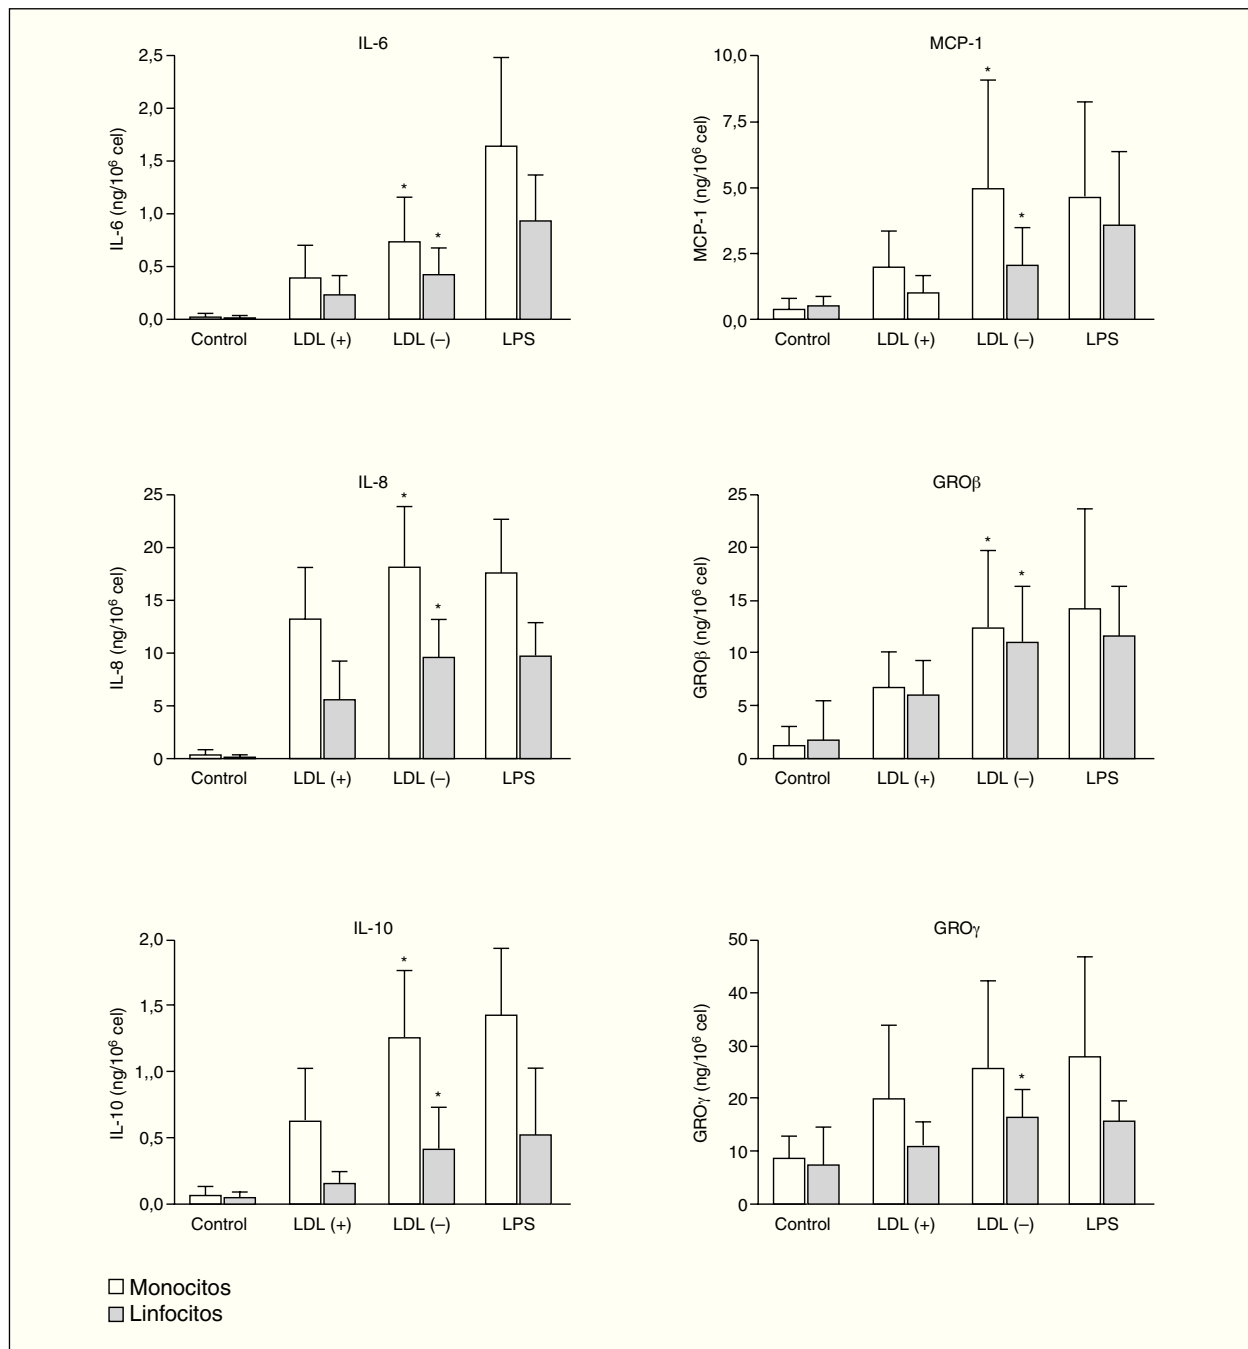 IL-6
IL-6 (ng/10⁶ cel)
2,5
2,0
1,5
1,0
0,5
0,0
*
*
Control LDL (+) LDL (–) LPS
MCP-1
MCP-1 (ng/10⁶ cel)
10,0
7,5
5,0
2,5
0,0
*
*
Control LDL (+) LDL (–) LPS
IL-8
IL-8 (ng/10⁶ cel)
25
20
15
10
5
0
*
*
Control LDL (+) LDL (–) LPS
GROβ
GROβ (ng/10⁶ cel)
25
20
15
10
5
0
*
*
Control LDL (+) LDL (–) LPS
IL-10
IL-10 (ng/10⁶ cel)
2,0
1,5
1,,0
0,5
0,0
*
*
Control LDL (+) LDL (–) LPS
GROγ
GROγ (ng/10⁶ cel)
50
40
30
20
10
0
*
Control LDL (+) LDL (–) LPS
Monocitos
Linfocitos